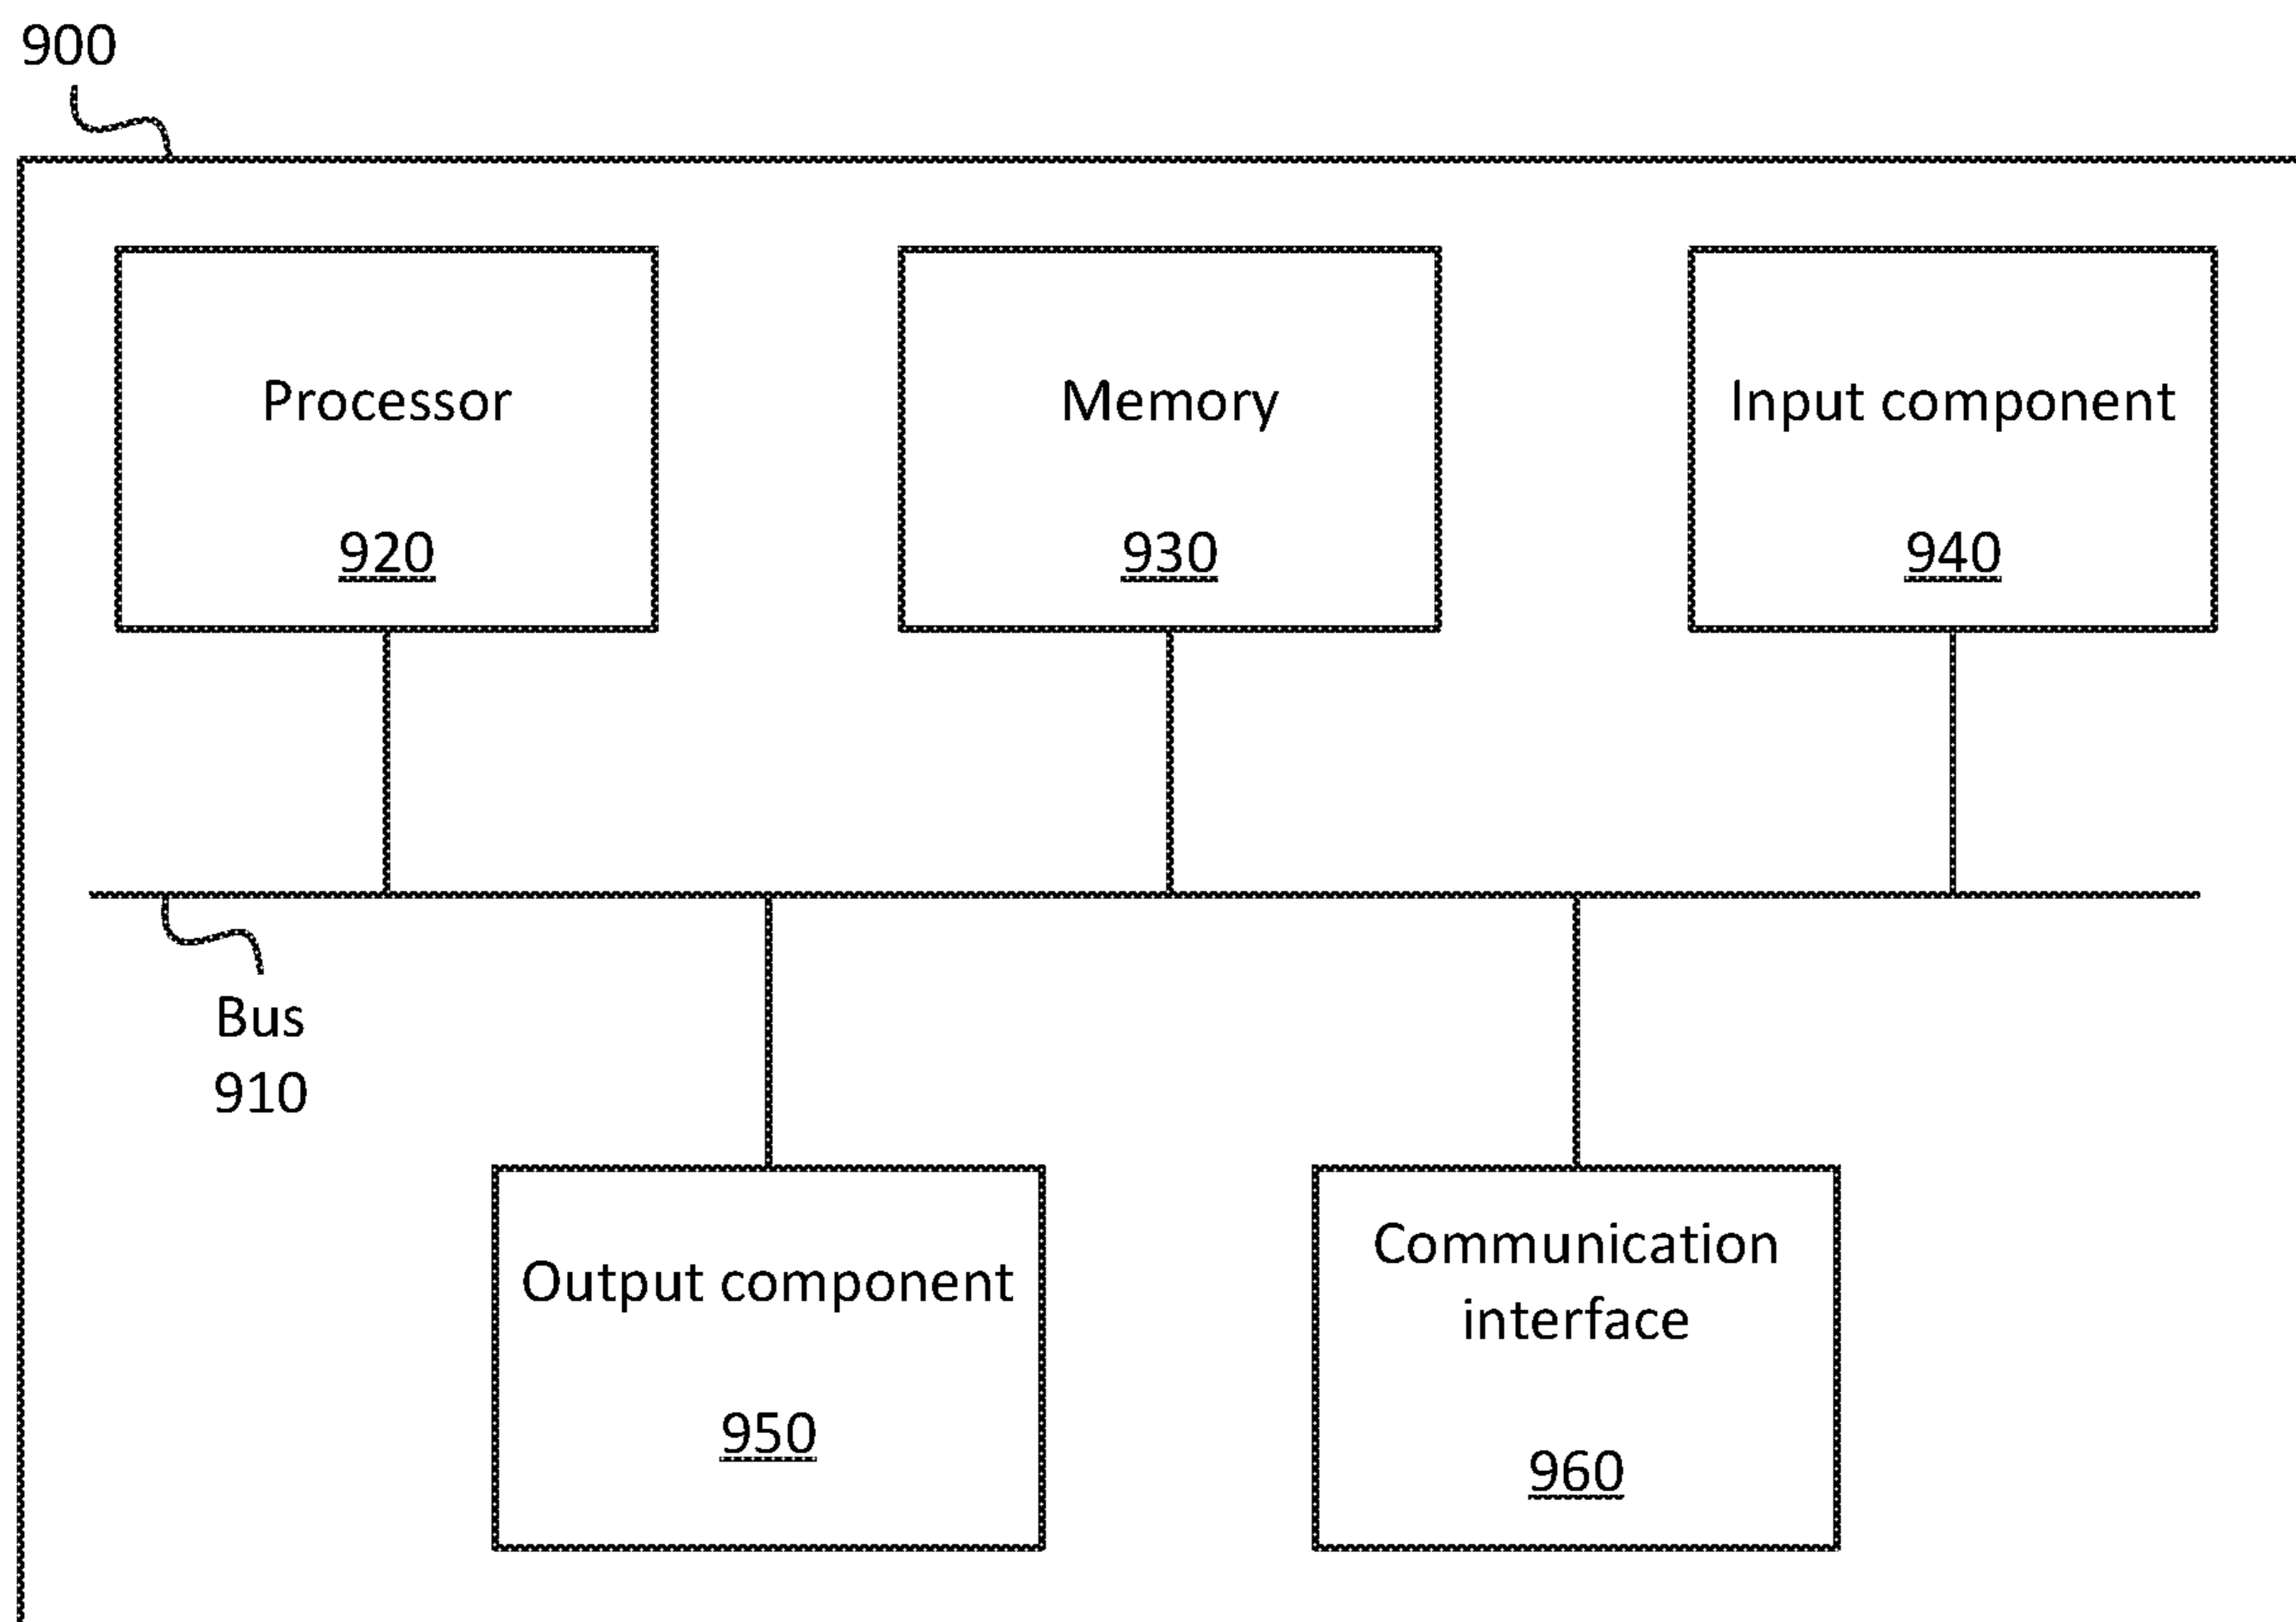 900
Processor
920
Memory
930
Input component
940
Bus
910
Output component
950
Communication
interface
960